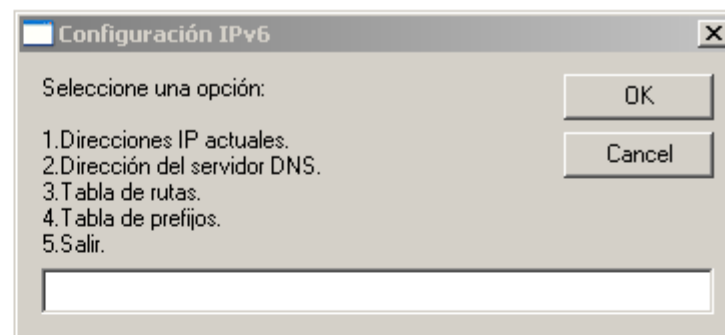 Configuración IPv6
Seleccione una opción:
OK
1.Direcciones IP actuales.
2.Dirección del servidor DNS.
Cancel
3.Tabla de rutas.
4.Tabla de prefijos.
5.Salir.